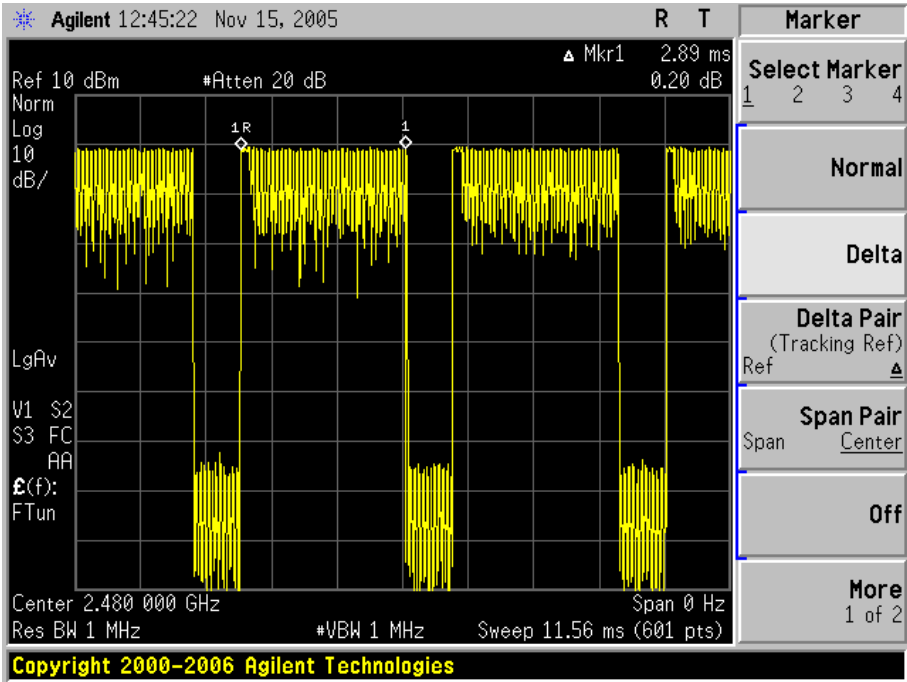 Agilent 12:45:22 Nov 15, 2005 R T
Δ Mkr1 2.89 ms
Ref 10 dBm #Atten 20 dB 0.20 dB
Norm
Log
10
dB/
1R
1
LgAv
V1 S2
S3 FC
AA
£(f):
FTun
Center 2.480 000 GHz Span 0 Hz
Res BW 1 MHz #VBW 1 MHz Sweep 11.56 ms (601 pts)
Copyright 2000-2006 Agilent Technologies
Marker
Select Marker
1 2 3 4
Normal
Delta
Delta Pair
(Tracking Ref)
Ref Δ
Span Pair
Span Center
Off
More
1 of 2